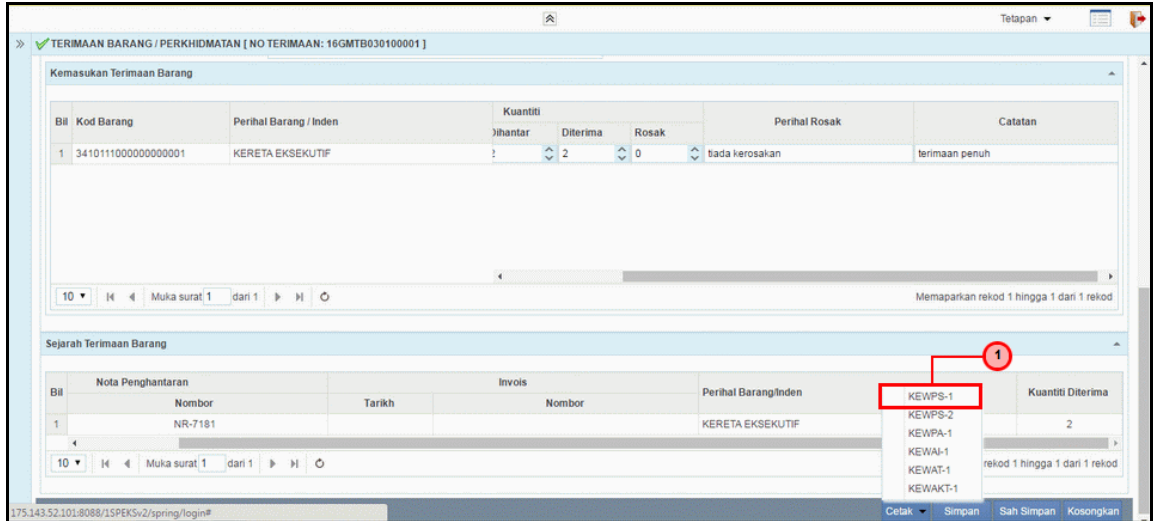 Tetapan
TERIMAAN BARANG / PERKHIDMATAN [ NO TERIMAAN: 16GMTB030100001 ]
Kemasukan Terimaan Barang
Bil Kod Barang Perihal Barang / Inden Kuantiti Perihal Rosak Catatan
Dihantar Diterima Rosak
1 3410111000000000001 KERETA EKSEKUTIF 2 2 0 tiada kerosakan terimaan penuh
10 Muka surat 1 dari 1 Memaparkan rekod 1 hingga 1 dari 1 rekod
Sejarah Terimaan Barang
1
Bil Nota Penghantaran Invois Perihal Barang/Inden Kuantiti Diterima
Nombor Tarikh Nombor
1 NR-7181 KERETA EKSEKUTIF 2
10 Muka surat 1 dari 1 rekod 1 hingga 1 dari 1 rekod
KEWPS-1
KEWPS-2
KEWPA-1
KEWAI-1
KEWAT-1
KEWAKT-1
175.143.52.101:8088/1SPEKSv2/spring/login# Cetak Simpan Sah Simpan Kosongkan